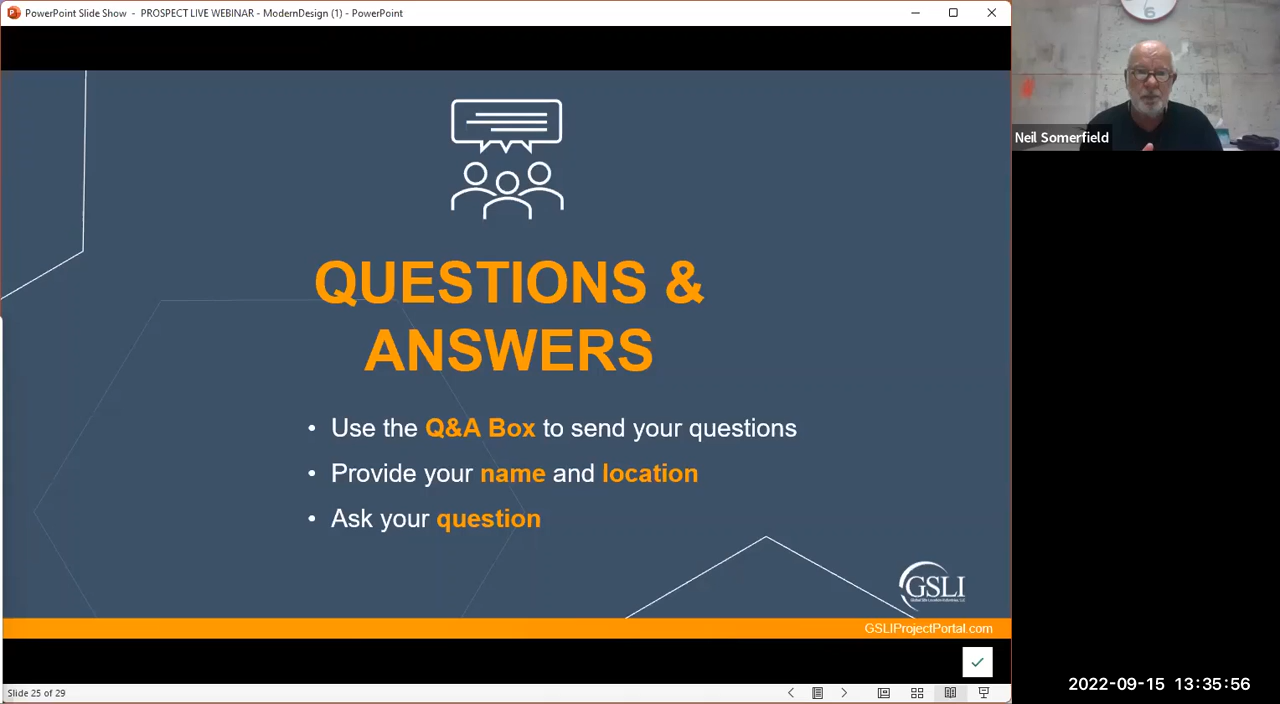 PowerPoint Slide Show - PROSPECT LIVE WEBINAR - ModernDesign (1) - PowerPoint
Neil Somerfield
QUESTIONS &
ANSWERS
• Use the Q&A Box to send your questions
• Provide your name and location
• Ask your question
GSLI
GSLIProjectPortal.com
Slide 25 of 29
2022-09-15 13:35:56